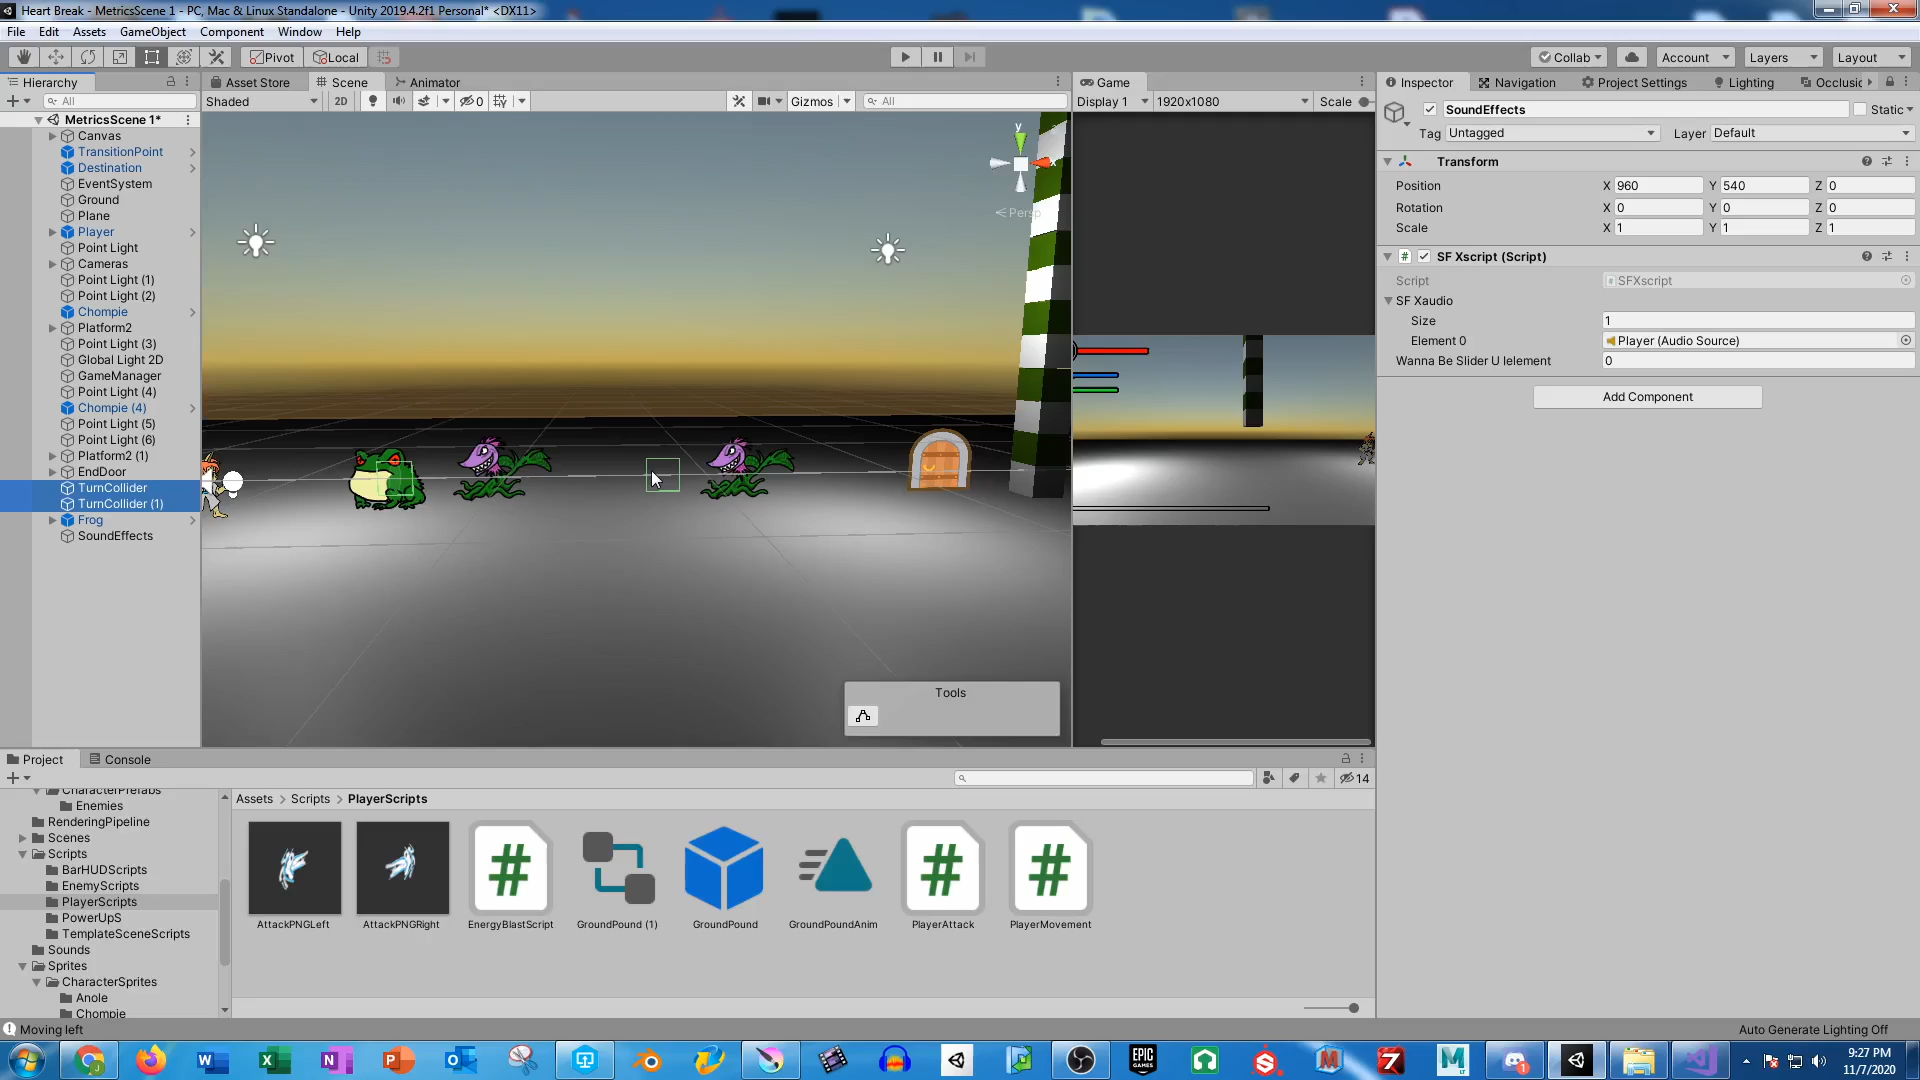 Heart Break - MetricsScene 1 - PC, Mac & Linux Standalone - Unity 2019.4.2f1 Personal* <DX11>
File Edit Assets GameObject Component Window Help
Pivot Local Collab Account Layers Layout
Hierarchy
All
MetricsScene 1*
Canvas
TransitionPoint
Destination
EventSystem
Ground
Plane
Player
Point Light
Cameras
Point Light (1)
Point Light (2)
Chompie
Platform2
Point Light (3)
Global Light 2D
GameManager
Point Light (4)
Chompie (4)
Point Light (5)
Point Light (6)
Platform2 (1)
EndDoor
TurnCollider
TurnCollider (1)
Frog
SoundEffects
Asset Store Scene Animator
Shaded 2D 0 Gizmos All
y
x
Persp
Tools
Game
Display 1 1920x1080 Scale
Inspector Navigation Project Settings Lighting Occlusic
SoundEffects Static
Tag Untagged Layer Default
Transform
Position X 960 Y 540 Z 0
Rotation X 0 Y 0 Z 0
Scale X 1 Y 1 Z 1
SF Xscript (Script)
Script SFXscript
SF Xaudio
Size 1
Element 0 Player (Audio Source)
Wanna Be Slider U Ielement 0
Add Component
Project Console
14
CharacterPrefabs
Enemies
RenderingPipeline
Scenes
Scripts
BarHUDScripts
EnemyScripts
PlayerScripts
PowerUpS
TemplateSceneScripts
Sounds
Sprites
CharacterSprites
Anole
Chompie
Assets > Scripts > PlayerScripts
AttackPNGLeft AttackPNGRight EnergyBlastScript GroundPound (1) GroundPound GroundPoundAnim PlayerAttack PlayerMovement
Moving left
Auto Generate Lighting Off
EPIC GAMES
9:27 PM
11/7/2020